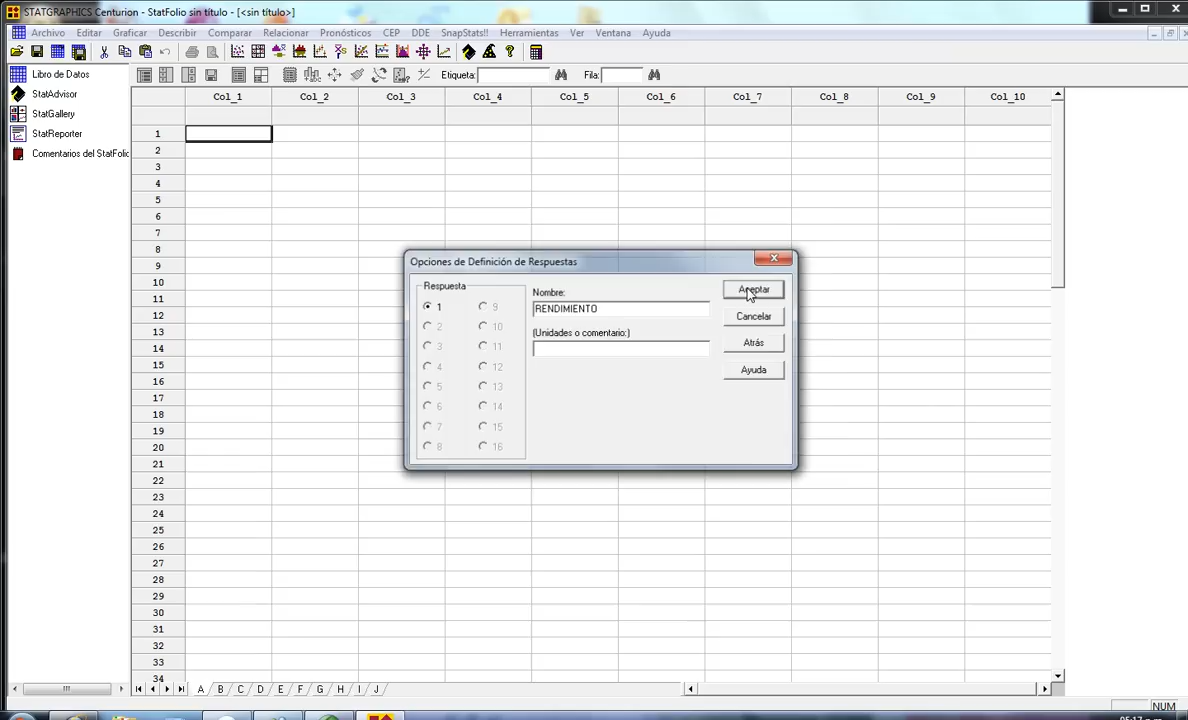 STATGRAPHICS Centurion - StatFolio sin título - [<sin título>]
Archivo Editar Graficar Describir Comparar Relacionar Pronósticos CEP DDE SnapStats!! Herramientas Ver Ventana Ayuda
Etiqueta: Fila:
Libro de Datos
StatAdvisor
StatGallery
StatReporter
Comentarios del StatFolio
Col_1 Col_2 Col_3 Col_4 Col_5 Col_6 Col_7 Col_8 Col_9 Col_10
1
2
3
4
5
6
7
8
9
10
11
12
13
14
15
16
17
18
19
20
21
22
23
24
25
26
27
28
29
30
31
32
33
34
Opciones de Definición de Respuestas
Respuesta
1 9
2 10
3 11
4 12
5 13
6 14
7 15
8 16
Nombre:
RENDIMIENTO
(Unidades o comentario:)
Aceptar
Cancelar
Atrás
Ayuda
A B C D E F G H I J
NUM